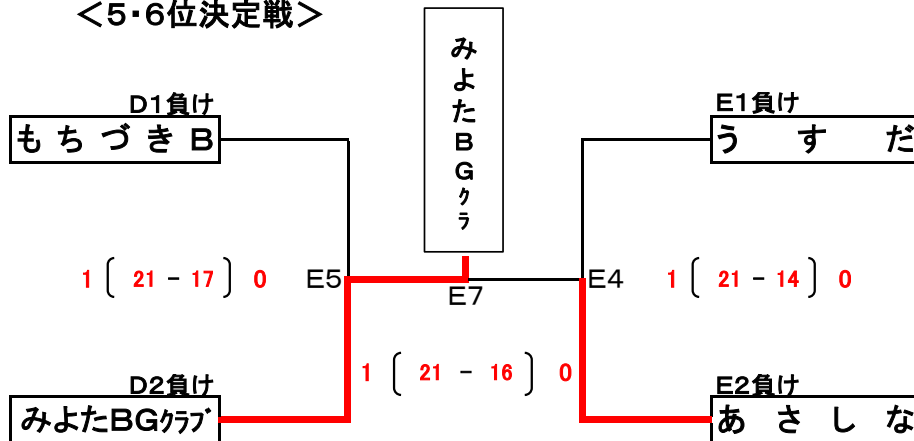 ＜５・６位決定戦＞
みよたＢＧｸﾗ
Ｄ１負け
もちづきＢ
Ｅ１負け
うすだ
1 ( 21 - 17 ) 0
Ｅ５
Ｅ７
Ｅ４
1 ( 21 - 14 ) 0
1 ( 21 - 16 ) 0
Ｄ２負け
みよたＢＧｸﾗﾌﾞ
Ｅ２負け
あさしな